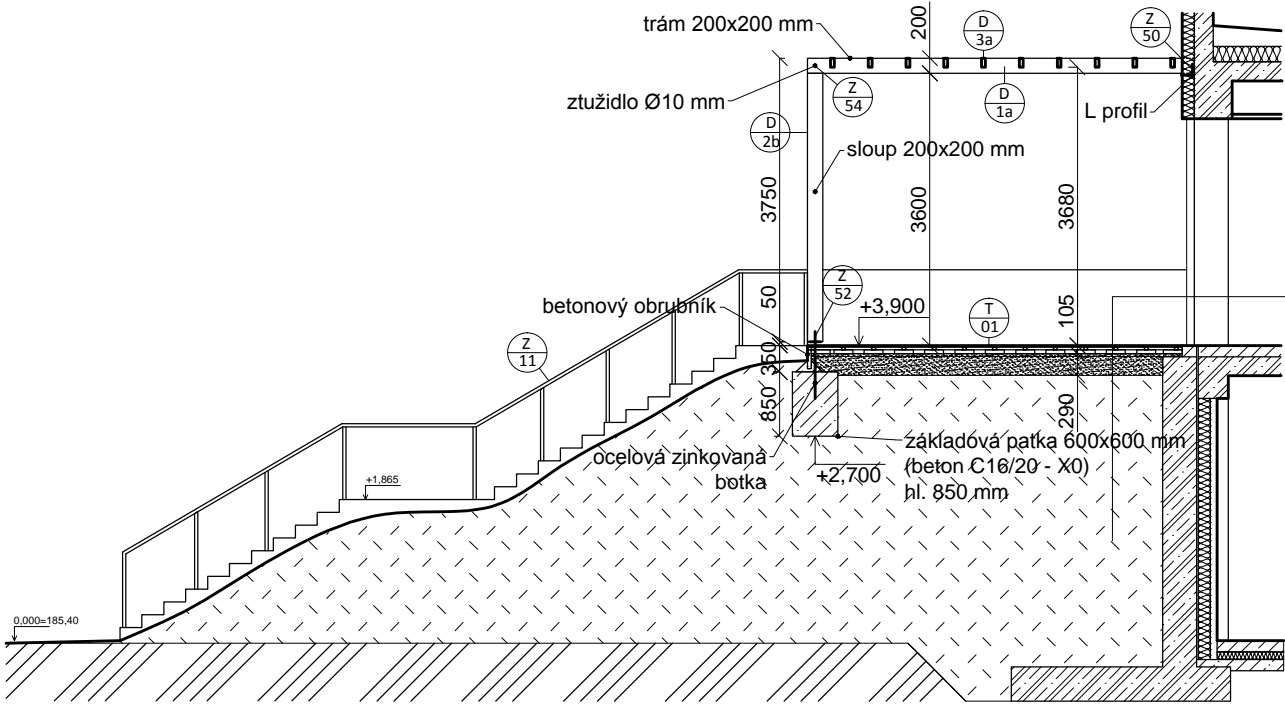 trám 200x200 mm
200
D
3a
Z
50
ztužidlo Ø10 mm
Z
54
D
1a
L profil
D
2b
sloup 200x200 mm
3750
3600
3680
Z
52
betonový obrubník
50
+3,900
T
01
105
Z
11
350
850
290
základová patka 600x600 mm
(beton C16/20 - X0)
hl. 850 mm
ocelová zinkovaná
botka
+2,700
+1,865
0,000=185,40